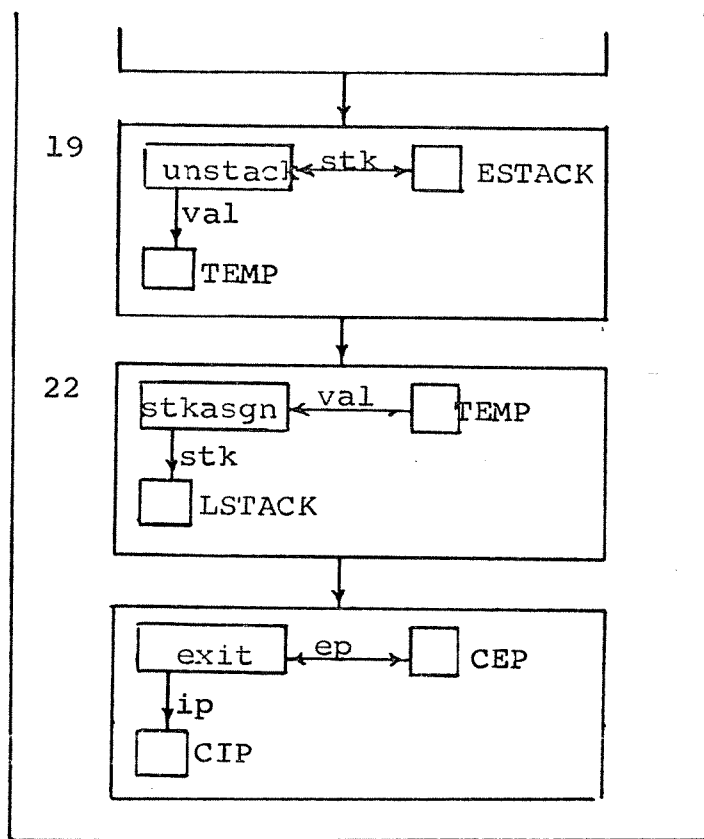 19
unstack stk ESTACK
val
TEMP
22
stkasgn val TEMP
stk
LSTACK
exit ep CEP
ip
CIP